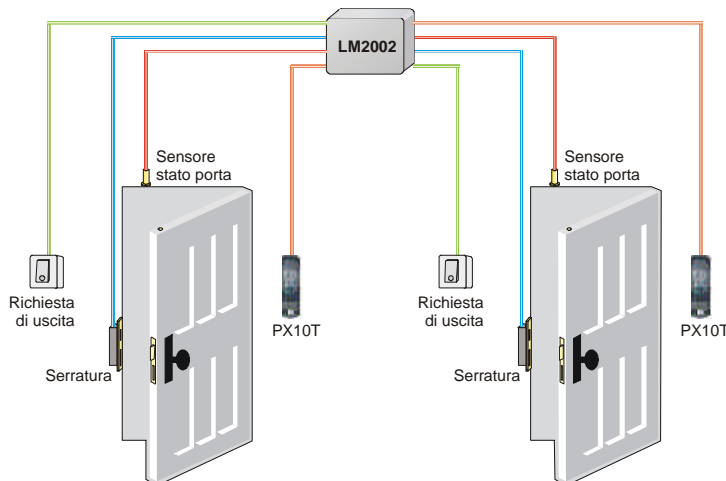 LM2002
Sensore
stato porta
Sensore
stato porta
Richiesta
di uscita
PX10T
Richiesta
di uscita
PX10T
Serratura
Serratura